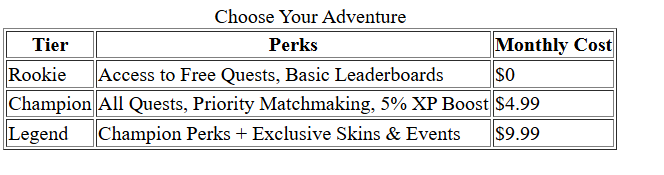 Choose Your Adventure
Tier Perks Monthly Cost
Rookie Access to Free Quests, Basic Leaderboards $0
Champion All Quests, Priority Matchmaking, 5% XP Boost $4.99
Legend Champion Perks + Exclusive Skins & Events $9.99